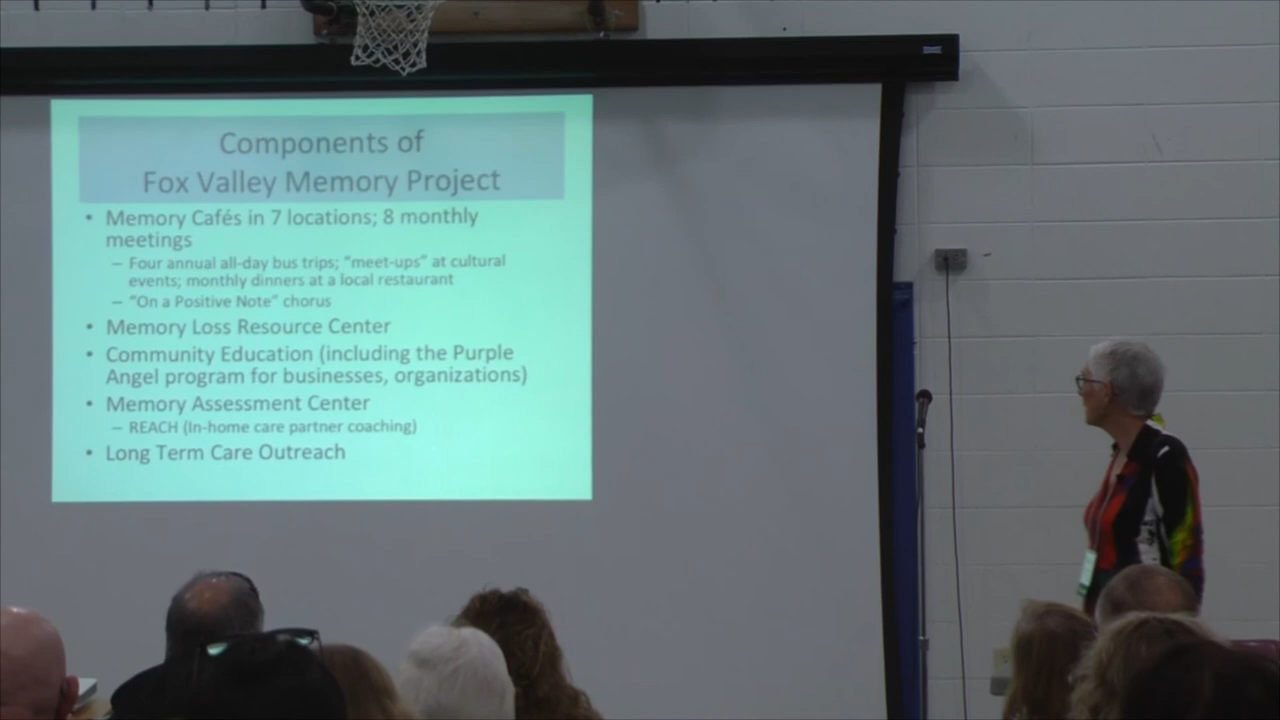 Components of
Fox Valley Memory Project
• Memory Cafés in 7 locations; 8 monthly
meetings
– Four annual all-day bus trips; “meet-ups” at cultural
events; monthly dinners at a local restaurant
– “On a Positive Note” chorus
• Memory Loss Resource Center
• Community Education (including the Purple
Angel program for businesses, organizations)
• Memory Assessment Center
– REACH (In-home care partner coaching)
• Long Term Care Outreach